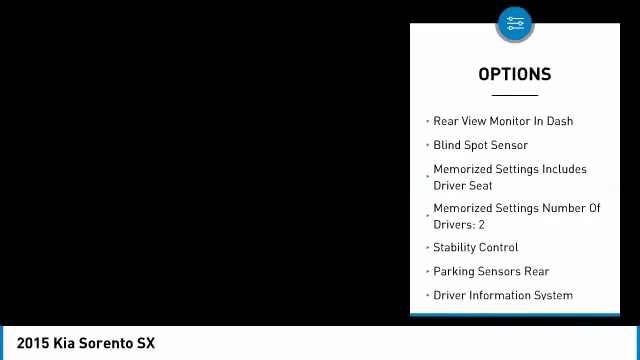 OPTIONS
Rear View Monitor In Dash
Blind Spot Sensor
Memorized Settings Includes
Driver Seat
Memorized Settings Number Of
Drivers: 2
Stability Control
Parking Sensors Rear
Driver Information System
2015 Kia Sorento SX